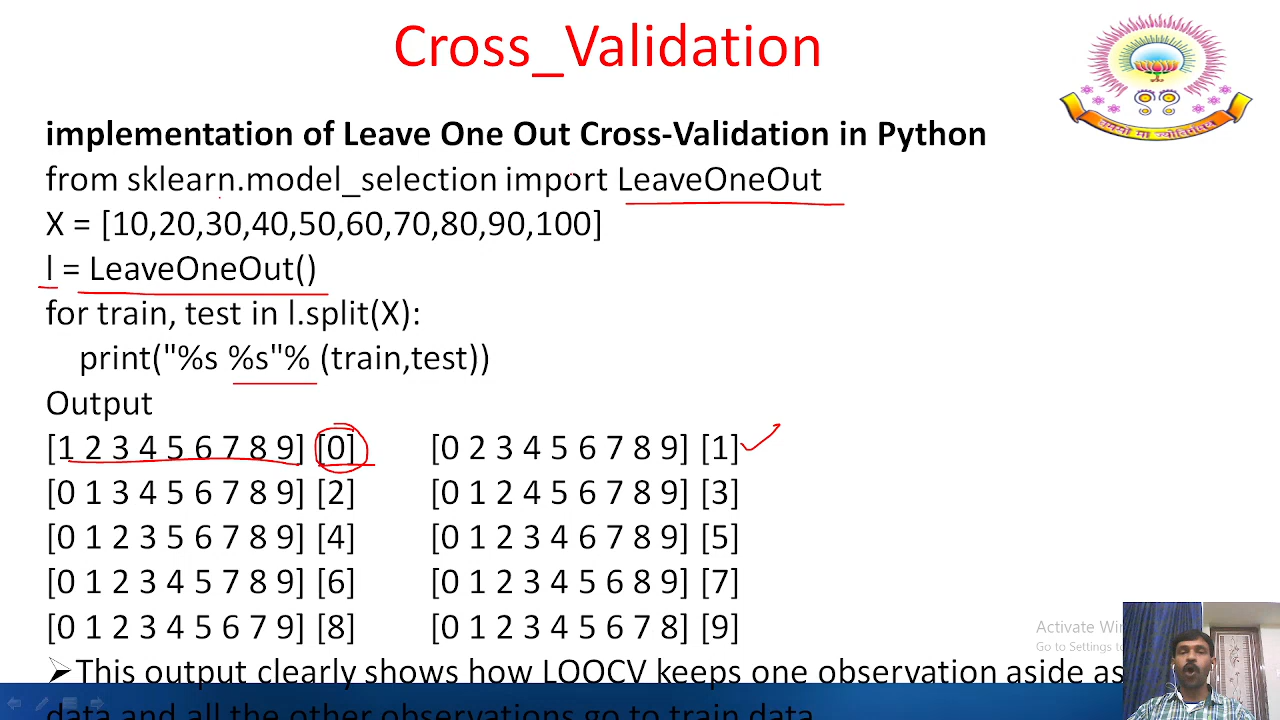 Cross_Validation
implementation of Leave One Out Cross-Validation in Python
from sklearn.model_selection import LeaveOneOut
X = [10,20,30,40,50,60,70,80,90,100]
l = LeaveOneOut()
for train, test in l.split(X):
print("%s %s"% (train,test))
Output
[1 2 3 4 5 6 7 8 9] [0] [0 2 3 4 5 6 7 8 9] [1]
[0 1 3 4 5 6 7 8 9] [2] [0 1 2 4 5 6 7 8 9] [3]
[0 1 2 3 5 6 7 8 9] [4] [0 1 2 3 4 6 7 8 9] [5]
[0 1 2 3 4 5 7 8 9] [6] [0 1 2 3 4 5 6 8 9] [7]
[0 1 2 3 4 5 6 7 9] [8] [0 1 2 3 4 5 6 7 8] [9]
Activate Wi
Go to Settings t
➢This output clearly shows how LOOCV keeps one observation aside as
data and all the other observations go to train data